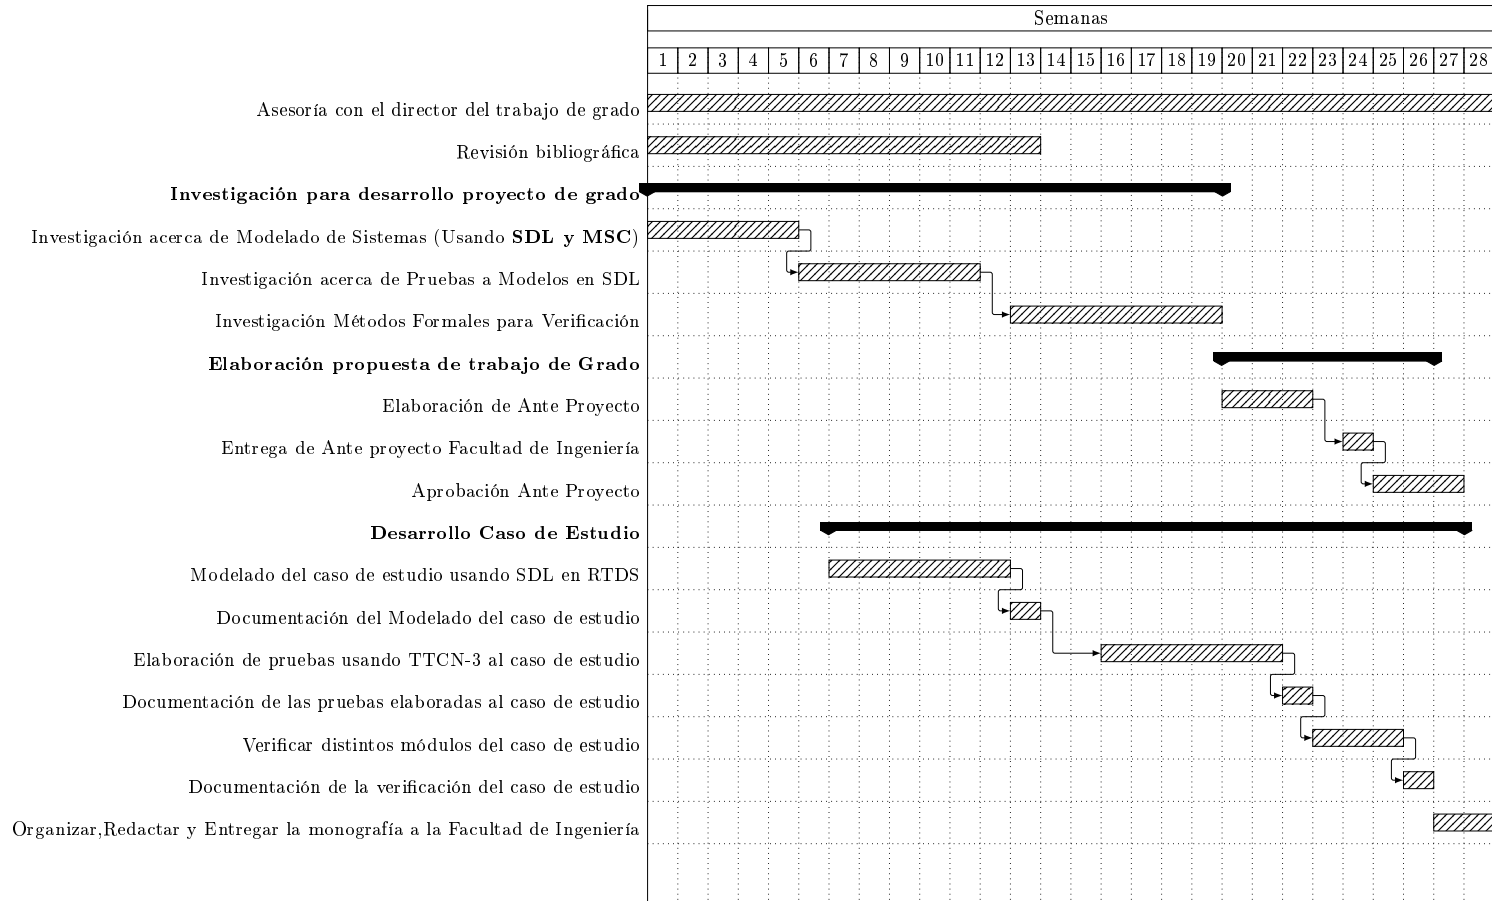 Semanas
1 2 3 4 5 6 7 8 9 10 11 12 13 14 15 16 17 18 19 20 21 22 23 24 25 26 27 28
Asesoría con el director del trabajo de grado
Revisión bibliográfica
Investigación para desarrollo proyecto de grado
Investigación acerca de Modelado de Sistemas (Usando SDL y MSC)
Investigación acerca de Pruebas a Modelos en SDL
Investigación Métodos Formales para Verificación
Elaboración propuesta de trabajo de Grado
Elaboración de Ante Proyecto
Entrega de Ante proyecto Facultad de Ingeniería
Aprobación Ante Proyecto
Desarrollo Caso de Estudio
Modelado del caso de estudio usando SDL en RTDS
Documentación del Modelado del caso de estudio
Elaboración de pruebas usando TTCN-3 al caso de estudio
Documentación de las pruebas elaboradas al caso de estudio
Verificar distintos módulos del caso de estudio
Documentación de la verificación del caso de estudio
Organizar,Redactar y Entregar la monografía a la Facultad de Ingeniería